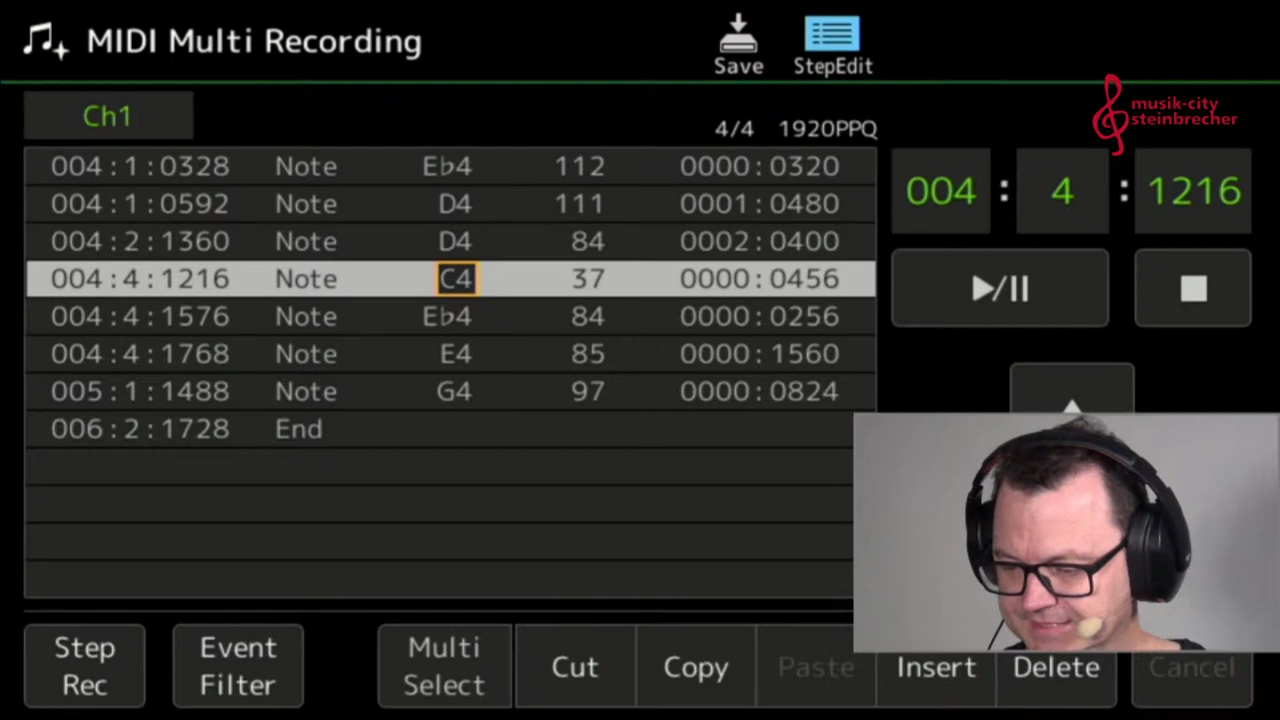 MIDI Multi Recording
Save
StepEdit
musik-city
steinbrecher
Ch1
4/4 1920PPQ
004:1:0328 Note E♭4 112 0000:0320
004:1:0592 Note D4 111 0001:0480
004:2:1360 Note D4 84 0002:0400
004:4:1216 Note C4 37 0000:0456
004:4:1576 Note E♭4 84 0000:0256
004:4:1768 Note E4 85 0000:1560
005:1:1488 Note G4 97 0000:0824
006:2:1728 End
004 : 4 : 1216
Step
Rec
Event
Filter
Multi
Select
Cut
Copy
Paste
Insert
Delete
Cancel